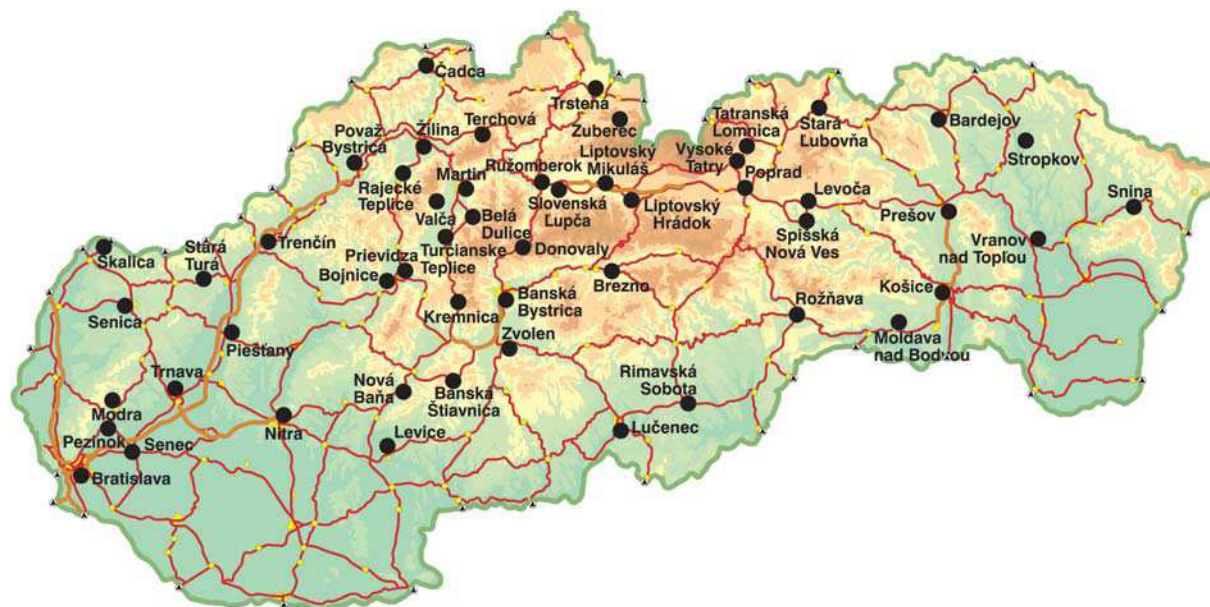 Čadca
Trstená
Zuberec
Terchová
Žilina
Považ.
Bystrica
Rajecké
Teplice
Martin
Valča
Ružomberok
Liptovský
Mikuláš
Slovenská
Ľupča
Liptovský
Hrádok
Belá
Dulice
Turcianske
Teplice
Donovaly
Tatranská
Lomnica
Vysoké
Tatry
Poprad
Stará
Ľubovňa
Bardejov
Stropkov
Snina
Levoča
Spišská
Nová Ves
Prešov
Vranov
nad Topľou
Košice
Moldava
nad Bodvou
Rožňava
Skalica
Stará
Turá
Trenčín
Prievidza
Bojnice
Senica
Piešťany
Kremnica
Banská
Bystrica
Brezno
Zvolen
Trnava
Modra
Pezinok
Senec
Bratislava
Nitra
Nová
Baňa
Banská
Štiavnica
Levice
Rimavská
Sobota
Lučenec